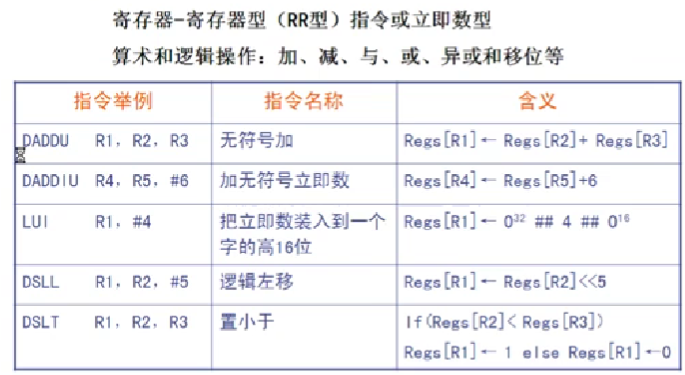 寄存器-寄存器型（RR型）指令或立即数型
算术和逻辑操作：加、减、与、或、异或和移位等
指令举例 指令名称 含义
DADDU R1，R2，R3 无符号加 Regs[R1]← Regs[R2]+ Regs[R3]
DADDIU R4，R5，#6 加无符号立即数 Regs[R4]← Regs[R5]+6
LUI R1，#4 把立即数装入到一个 Regs[R1]← 0³² ## 4 ## 0¹⁶
字的高16位
DSLL R1，R2，#5 逻辑左移 Regs[R1]← Regs[R2]<<5
DSLT R1，R2，R3 置小于 If(Regs[R2]< Regs[R3])
Regs[R1]← 1 else Regs[R1]←0